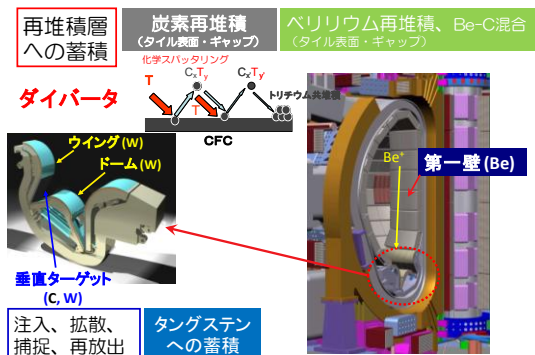 再堆積層
への蓄積
炭素再堆積
(タイル表面・ギャップ)
ベリリウム再堆積、Be-C混合
(タイル表面・ギャップ)
化学スパッタリング
CxTy
Cx'Ty'
T
T
トリチウム共堆積
CFC
ダイバータ
ウイング(W)
ドーム(W)
Be+
第一壁(Be)
垂直ターゲット
(C, W)
注入、拡散、
捕捉、再放出
タングステン
への蓄積